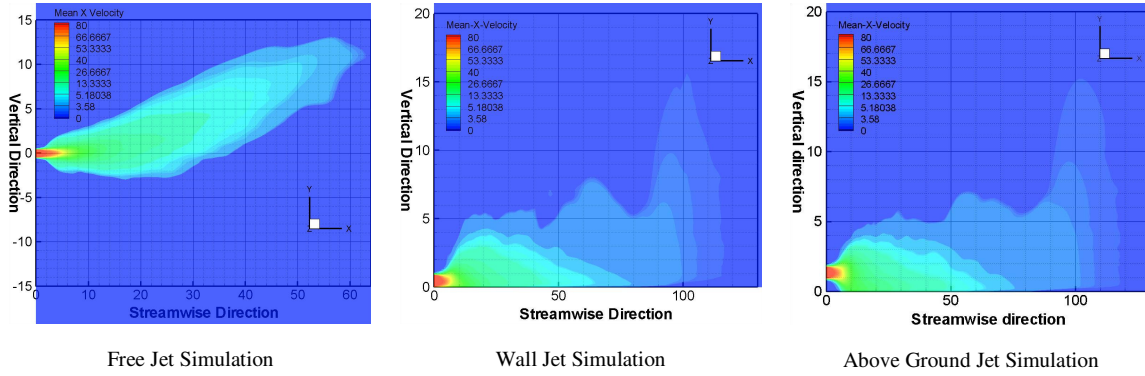 Mean X Velocity
80
66.6667
53.3333
40
26.6667
13.3333
5.18038
3.58
0
15
10
5
0
-5
-10
-15
Vertical Direction
Y
Z
X
0
10
20
30
40
50
60
Streamwise Direction
Free Jet Simulation
Mean-X-Velocity
80
66.6667
53.3333
40
26.6667
13.3333
5.18038
3.58
0
20
15
10
5
0
Vertical Direction
Y
Z
X
0
50
100
Streamwise Direction
Wall Jet Simulation
Mean-X-Velocity
80
66.6667
53.3333
40
26.6667
13.3333
5.18038
3.58
0
20
15
10
5
0
Vertical direction
Y
Z
X
0
50
100
Streamwise direction
Above Ground Jet Simulation